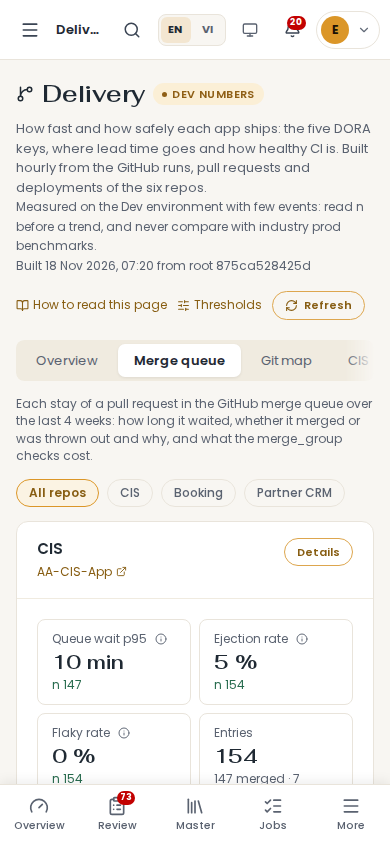 Deliv...
EN
VI
20
E
Delivery
DEV NUMBERS
How fast and how safely each app ships: the five DORA
keys, where lead time goes and how healthy CI is. Built
hourly from the GitHub runs, pull requests and
deployments of the six repos.
Measured on the Dev environment with few events: read n
before a trend, and never compare with industry prod
benchmarks.
Built 18 Nov 2026, 07:20 from root 875ca528425d
How to read this page
Thresholds
Refresh
Overview
Merge queue
Git map
CIS
Each stay of a pull request in the GitHub merge queue over
the last 4 weeks: how long it waited, whether it merged or
was thrown out and why, and what the merge_group
checks cost.
All repos
CIS
Booking
Partner CRM
CIS
Details
AA-CIS-App
Queue wait p95
10 min
n 147
Ejection rate
5 %
n 154
Flaky rate
0 %
n 154
Entries
154
147 merged · 7
73
Overview
Review
Master
Jobs
More